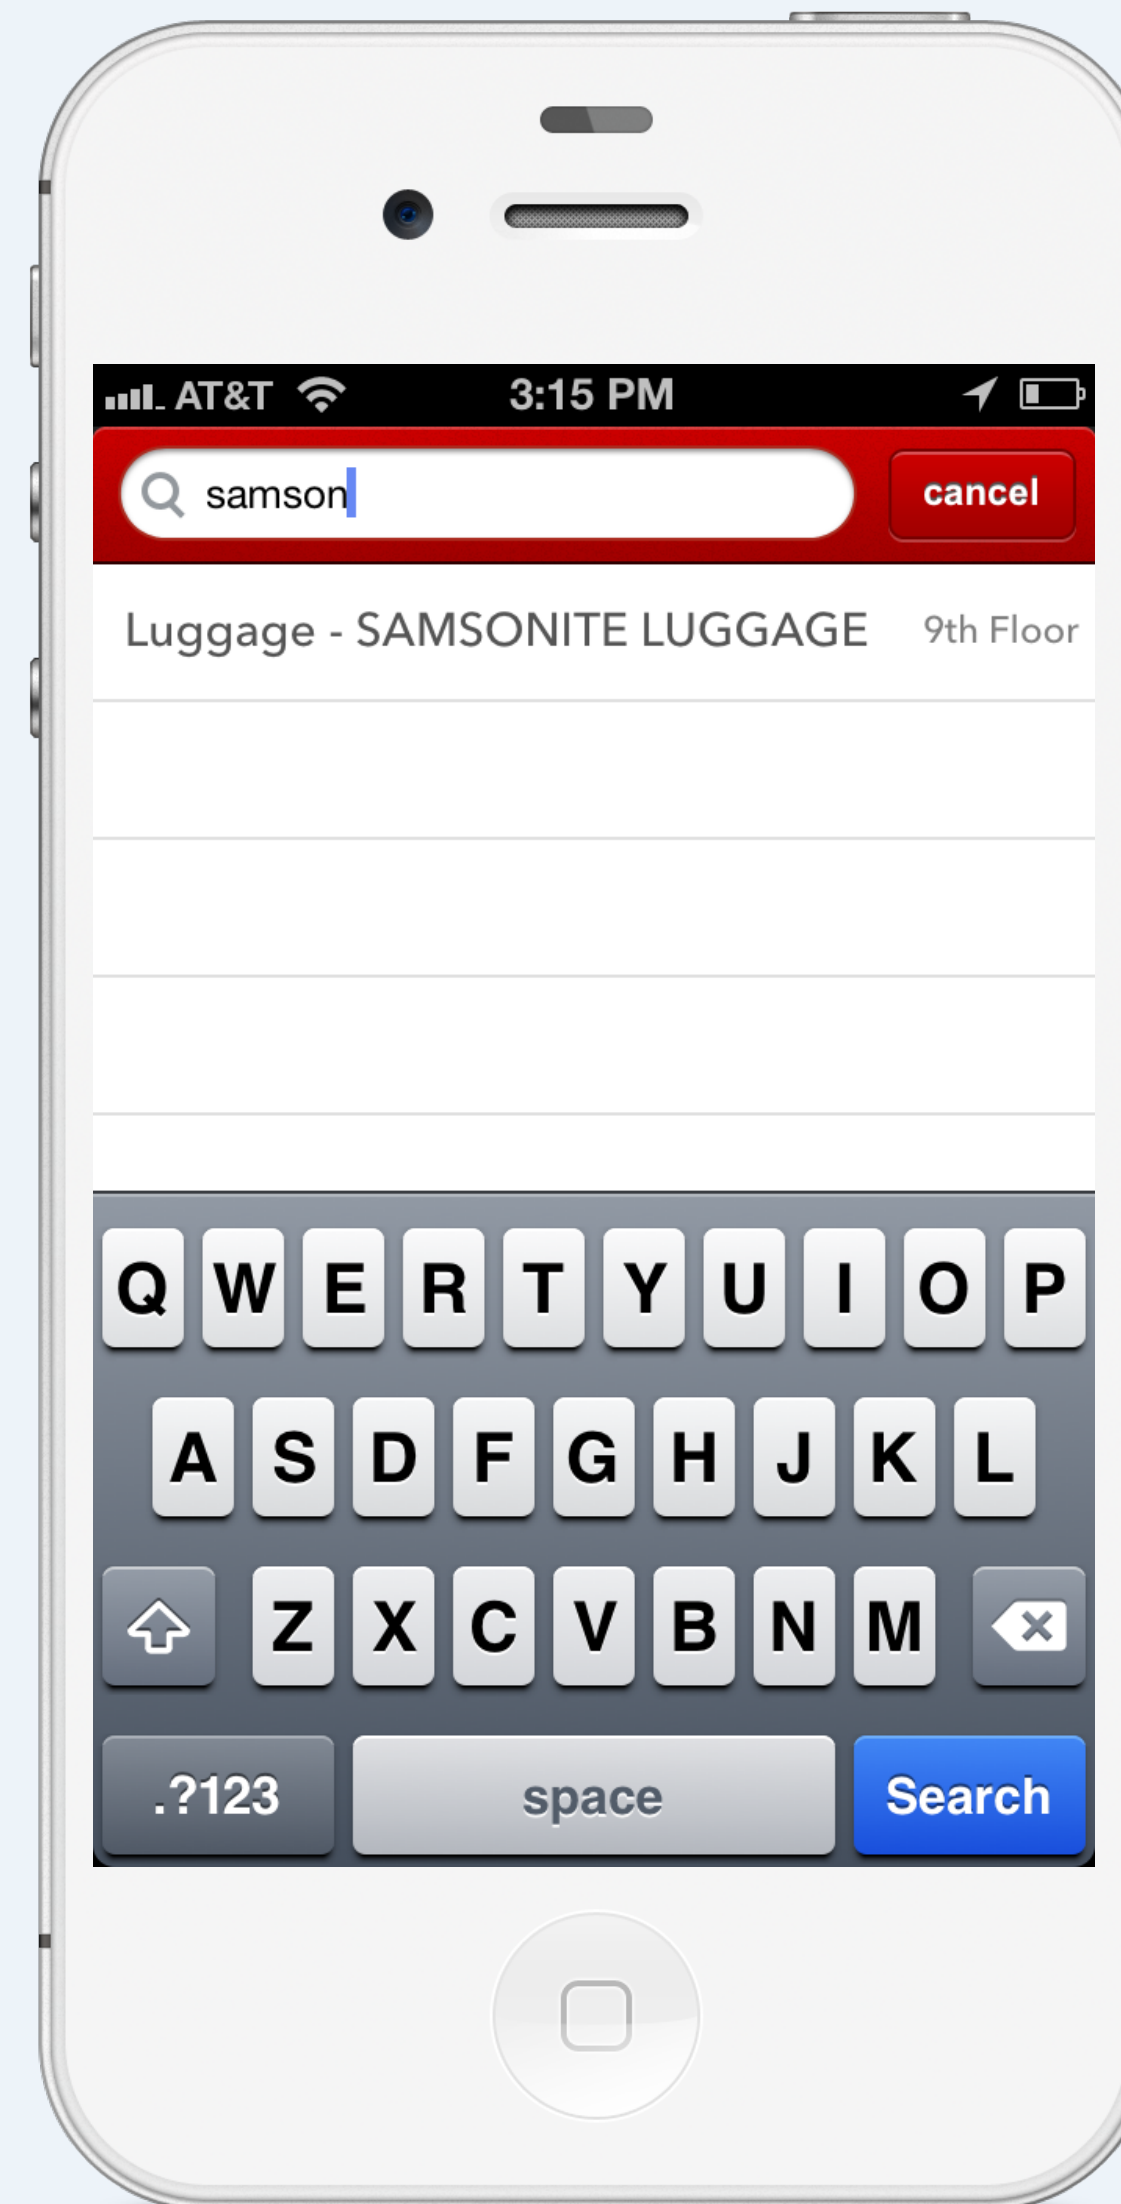 AT&T 3:15 PM
samson cancel
Luggage - SAMSONITE LUGGAGE 9th Floor
Q W E R T Y U I O P
A S D F G H J K L
Z X C V B N M
.?123 space Search